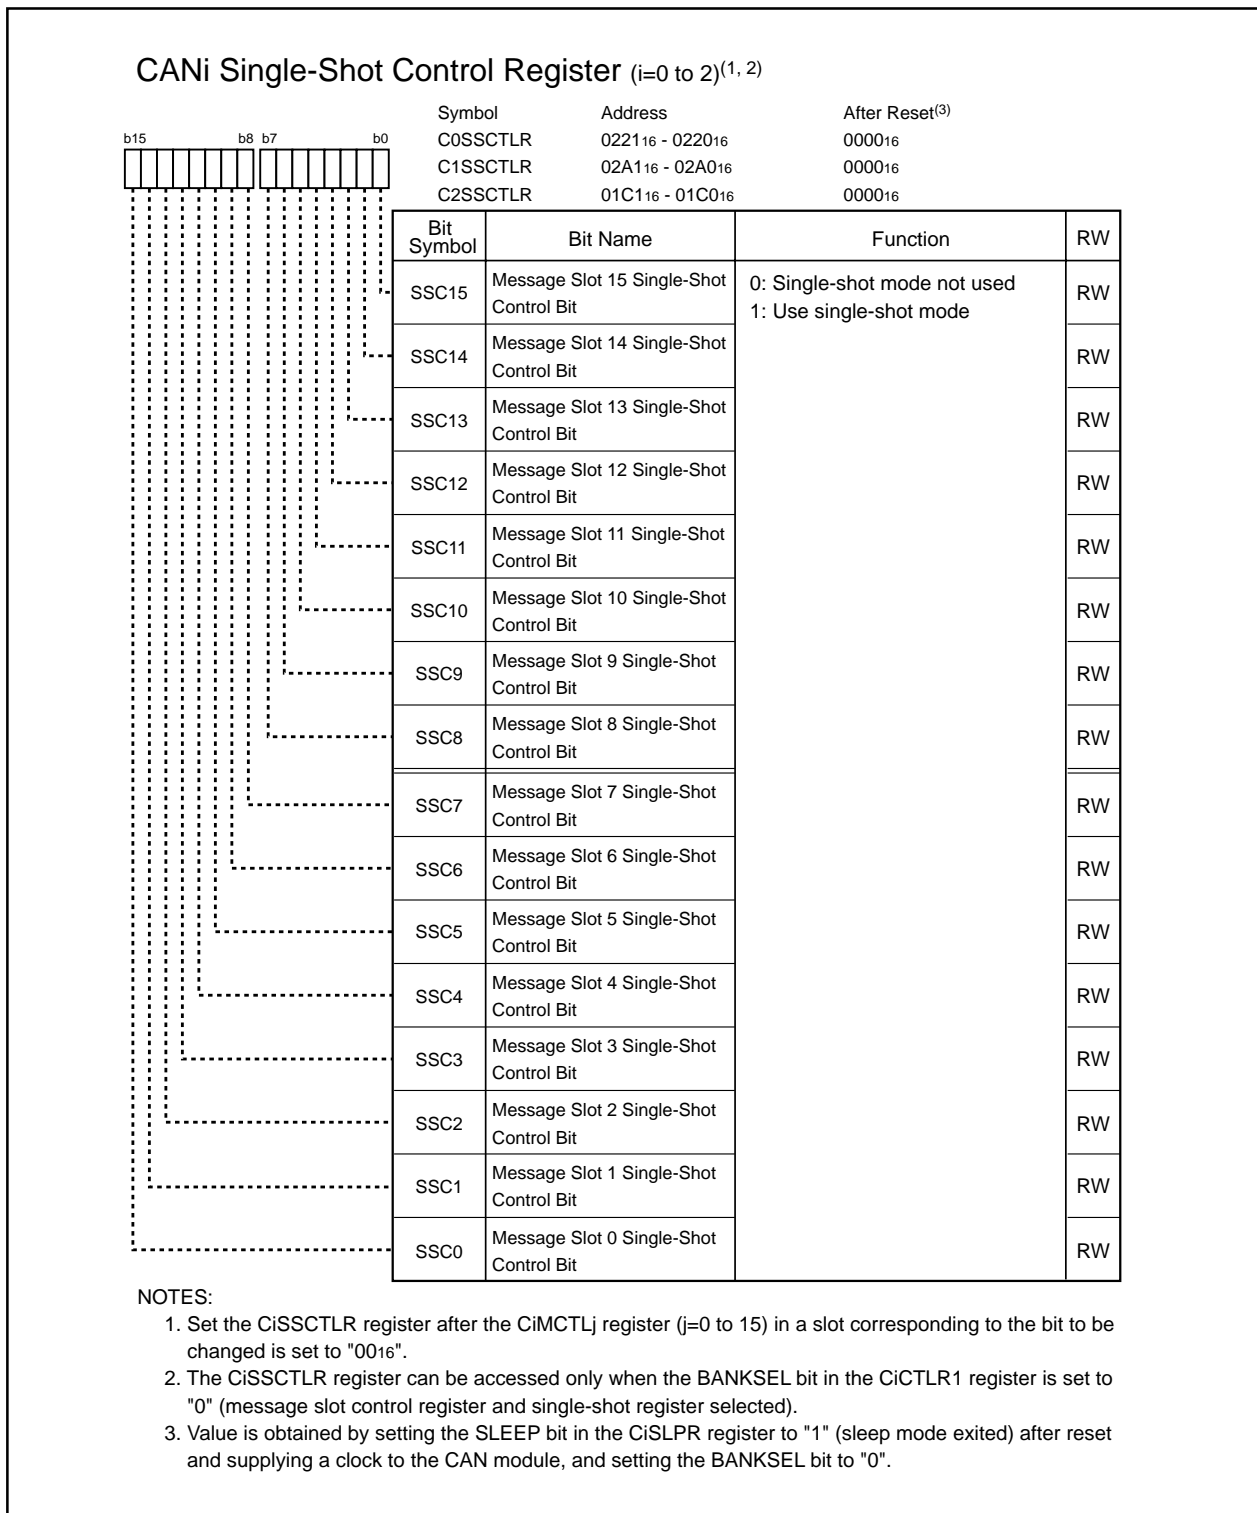 CANi Single-Shot Control Register (i=0 to 2)(1, 2)
Symbol Address After Reset(3)
b15 b8 b7 b0
C0SSCTLR 022116 - 022016 000016
C1SSCTLR 02A116 - 02A016 000016
C2SSCTLR 01C116 - 01C016 000016
Bit
Symbol Bit Name Function RW
SSC15 Message Slot 15 Single-Shot
Control Bit 0: Single-shot mode not used
1: Use single-shot mode RW
SSC14 Message Slot 14 Single-Shot
Control Bit RW
SSC13 Message Slot 13 Single-Shot
Control Bit RW
SSC12 Message Slot 12 Single-Shot
Control Bit RW
SSC11 Message Slot 11 Single-Shot
Control Bit RW
SSC10 Message Slot 10 Single-Shot
Control Bit RW
SSC9 Message Slot 9 Single-Shot
Control Bit RW
SSC8 Message Slot 8 Single-Shot
Control Bit RW
SSC7 Message Slot 7 Single-Shot
Control Bit RW
SSC6 Message Slot 6 Single-Shot
Control Bit RW
SSC5 Message Slot 5 Single-Shot
Control Bit RW
SSC4 Message Slot 4 Single-Shot
Control Bit RW
SSC3 Message Slot 3 Single-Shot
Control Bit RW
SSC2 Message Slot 2 Single-Shot
Control Bit RW
SSC1 Message Slot 1 Single-Shot
Control Bit RW
SSC0 Message Slot 0 Single-Shot
Control Bit RW
NOTES:
1. Set the CiSSCTLR register after the CiMCTLj register (j=0 to 15) in a slot corresponding to the bit to be
changed is set to "0016".
2. The CiSSCTLR register can be accessed only when the BANKSEL bit in the CiCTLR1 register is set to
"0" (message slot control register and single-shot register selected).
3. Value is obtained by setting the SLEEP bit in the CiSLPR register to "1" (sleep mode exited) after reset
and supplying a clock to the CAN module, and setting the BANKSEL bit to "0".